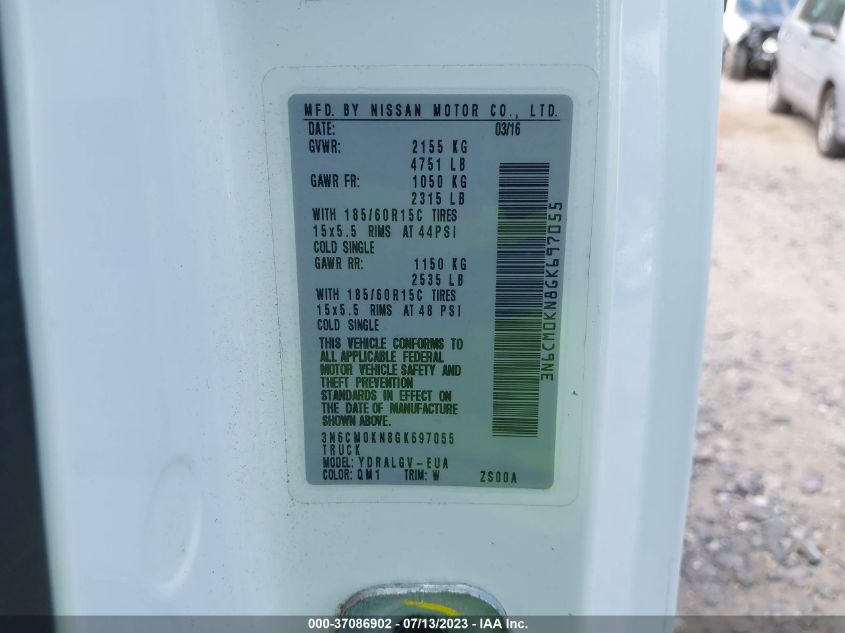 MFD. BY NISSAN MOTOR CO., LTD.
DATE: 03/16
GVWR: 2155 KG
4751 LB
GAWR FR: 1050 KG
2315 LB
WITH 185/60R15C TIRES
15x5.5 RIMS AT 44PSI
COLD SINGLE
GAWR RR: 1150 KG
2535 LB
WITH 185/60R15C TIRES
15x5.5 RIMS AT 48 PSI
COLD SINGLE
THIS VEHICLE CONFORMS TO
ALL APPLICABLE FEDERAL
MOTOR VEHICLE SAFETY AND
THEFT PREVENTION
STANDARDS IN EFFECT ON
THE DATE OF MANUFACTURE
SHOWN ABOVE.
3N6CM0KN8GK697055
TRUCK
MODEL: YDRALGV-EUA
COLOR: QM1 TRIM: W ZS00A
3N6CM0KN8GK697055
000-37086902 - 07/13/2023 - IAA Inc.